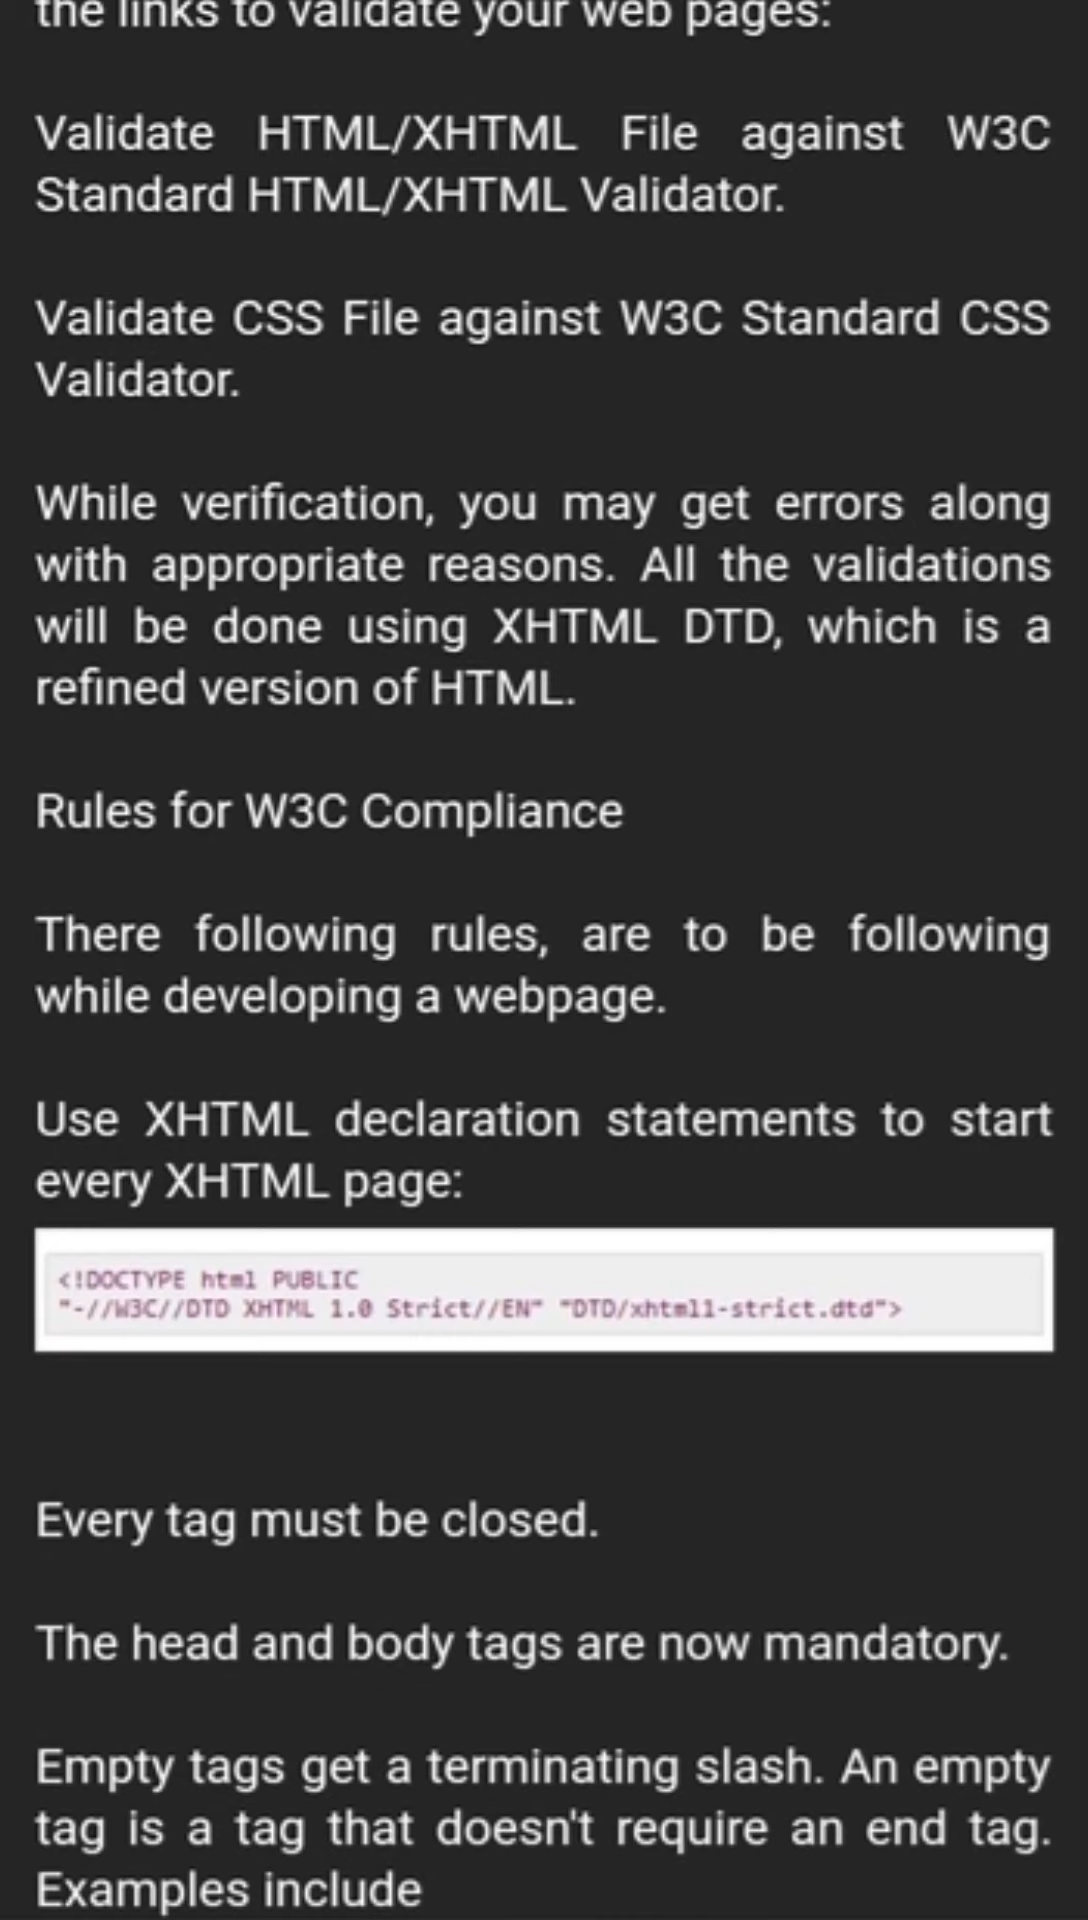 the links to validate your web pages:
Validate HTML/XHTML File against W3C
Standard HTML/XHTML Validator.
Validate CSS File against W3C Standard CSS
Validator.
While verification, you may get errors along
with appropriate reasons. All the validations
will be done using XHTML DTD, which is a
refined version of HTML.
Rules for W3C Compliance
There following rules, are to be following
while developing a webpage.
Use XHTML declaration statements to start
every XHTML page:
<!DOCTYPE html PUBLIC
"-//W3C//DTD XHTML 1.0 Strict//EN" "DTD/xhtml1-strict.dtd">
Every tag must be closed.
The head and body tags are now mandatory.
Empty tags get a terminating slash. An empty
tag is a tag that doesn't require an end tag.
Examples include